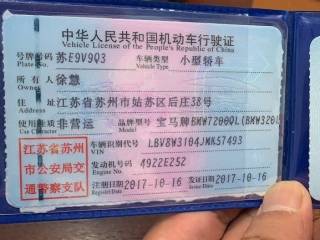 中华人民共和国机动车行驶证
Vehicle License of the People's Republic of China
号牌号码 苏E9V9Q3 车辆类型 小型轿车
Plate No. Vehicle Type
所有人 徐慧
Owner
住址 江苏省苏州市姑苏区后庄38号
Address
使用性质 非营运 品牌型号 宝马牌BMW7200QL(BMW320L
Use Character Model
江苏省苏州 车辆识别代号 LBV8W3104JMK57493
VIN
市公安局交 发动机号码 4922E252
Engine No.
通警察支队 注册日期 2017-10-16 发证日期 2017-10-16
Register Date Issue Date